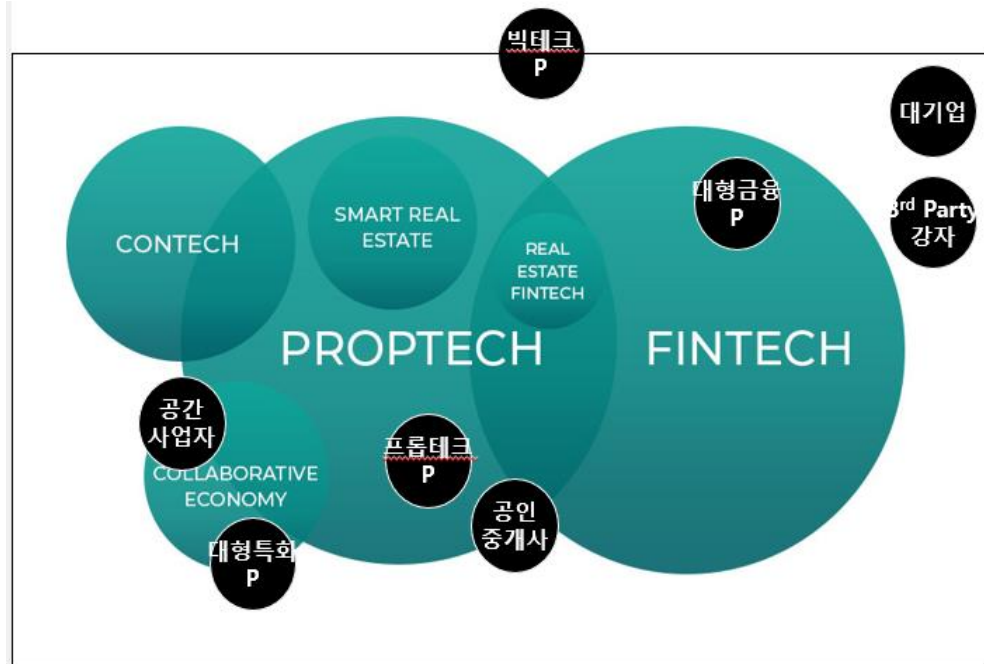 빅테크
P
대기업
대형금융
P
3rd Party
강자
SMART REAL
ESTATE
CONTECH
REAL
ESTATE
FINTECH
PROPTECH
FINTECH
공간
사업자
프롭테크
P
COLLABORATIVE
ECONOMY
공인
중개사
대형특화
P